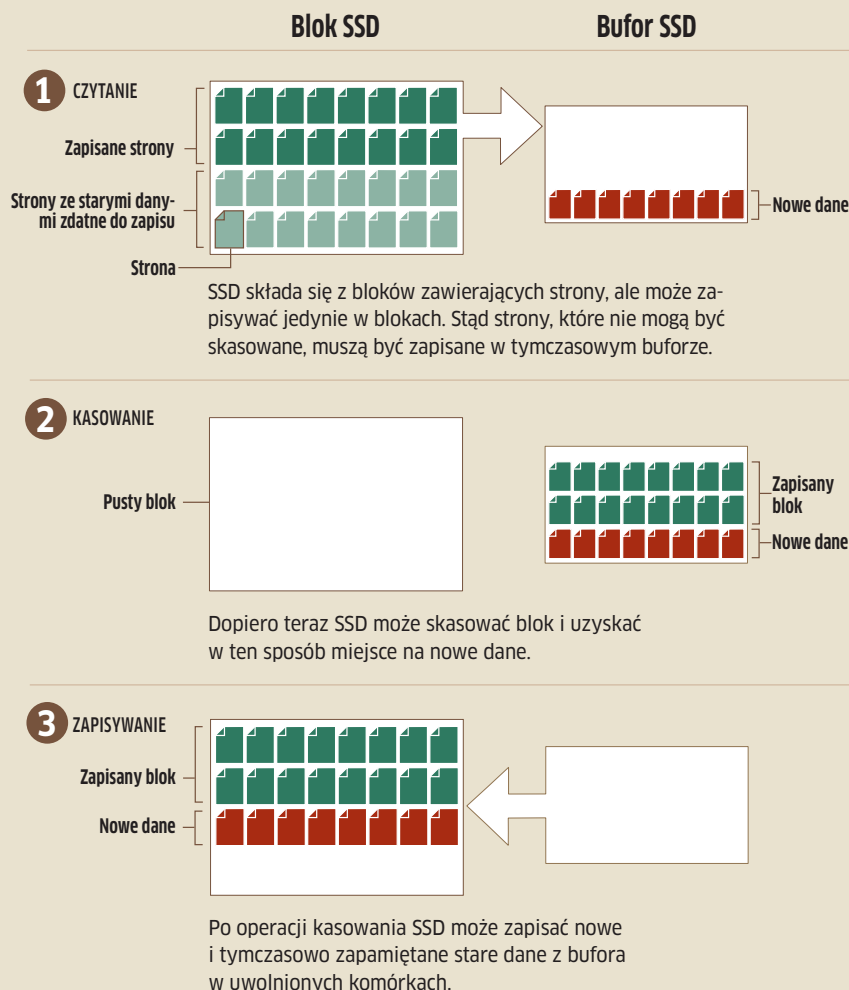 Blok SSD
Bufor SSD
1 CZYTANIE
Zapisane strony
Strony ze starymi dany-
mi zdatne do zapisu
Strona
Nowe dane
SSD składa się z bloków zawierających strony, ale może za-
pisywać jedynie w blokach. Stąd strony, które nie mogą być
skasowane, muszą być zapisane w tymczasowym buforze.
2 KASOWANIE
Pusty blok
Zapisany
blok
Nowe dane
Dopiero teraz SSD może skasować blok i uzyskać
w ten sposób miejsce na nowe dane.
3 ZAPISYWANIE
Zapisany blok
Nowe dane
Po operacji kasowania SSD może zapisać nowe
i tymczasowo zapamiętane stare dane z bufora
w uwolnionych komórkach.